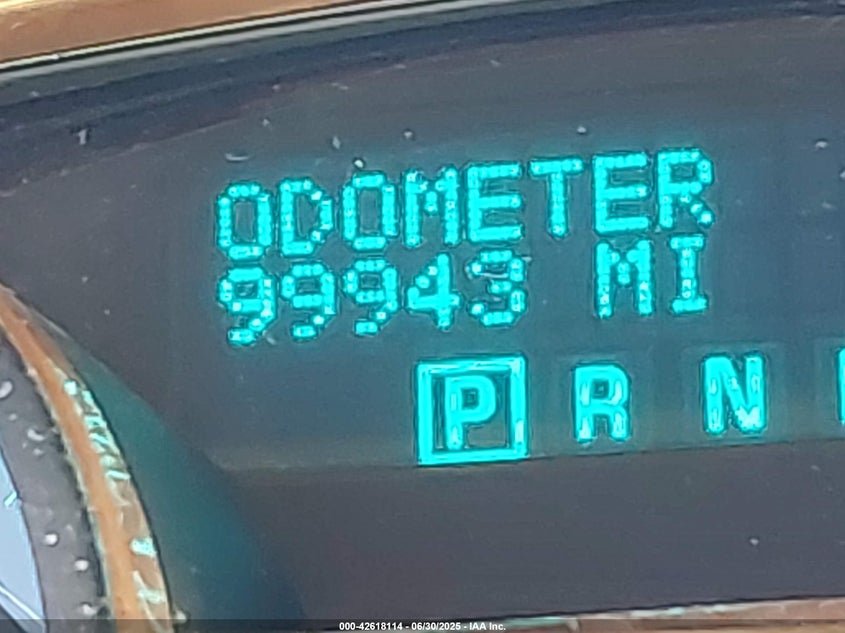 ODOMETER
99943 MI
P R N
000-42618114 - 06/30/2025 - IAA Inc.